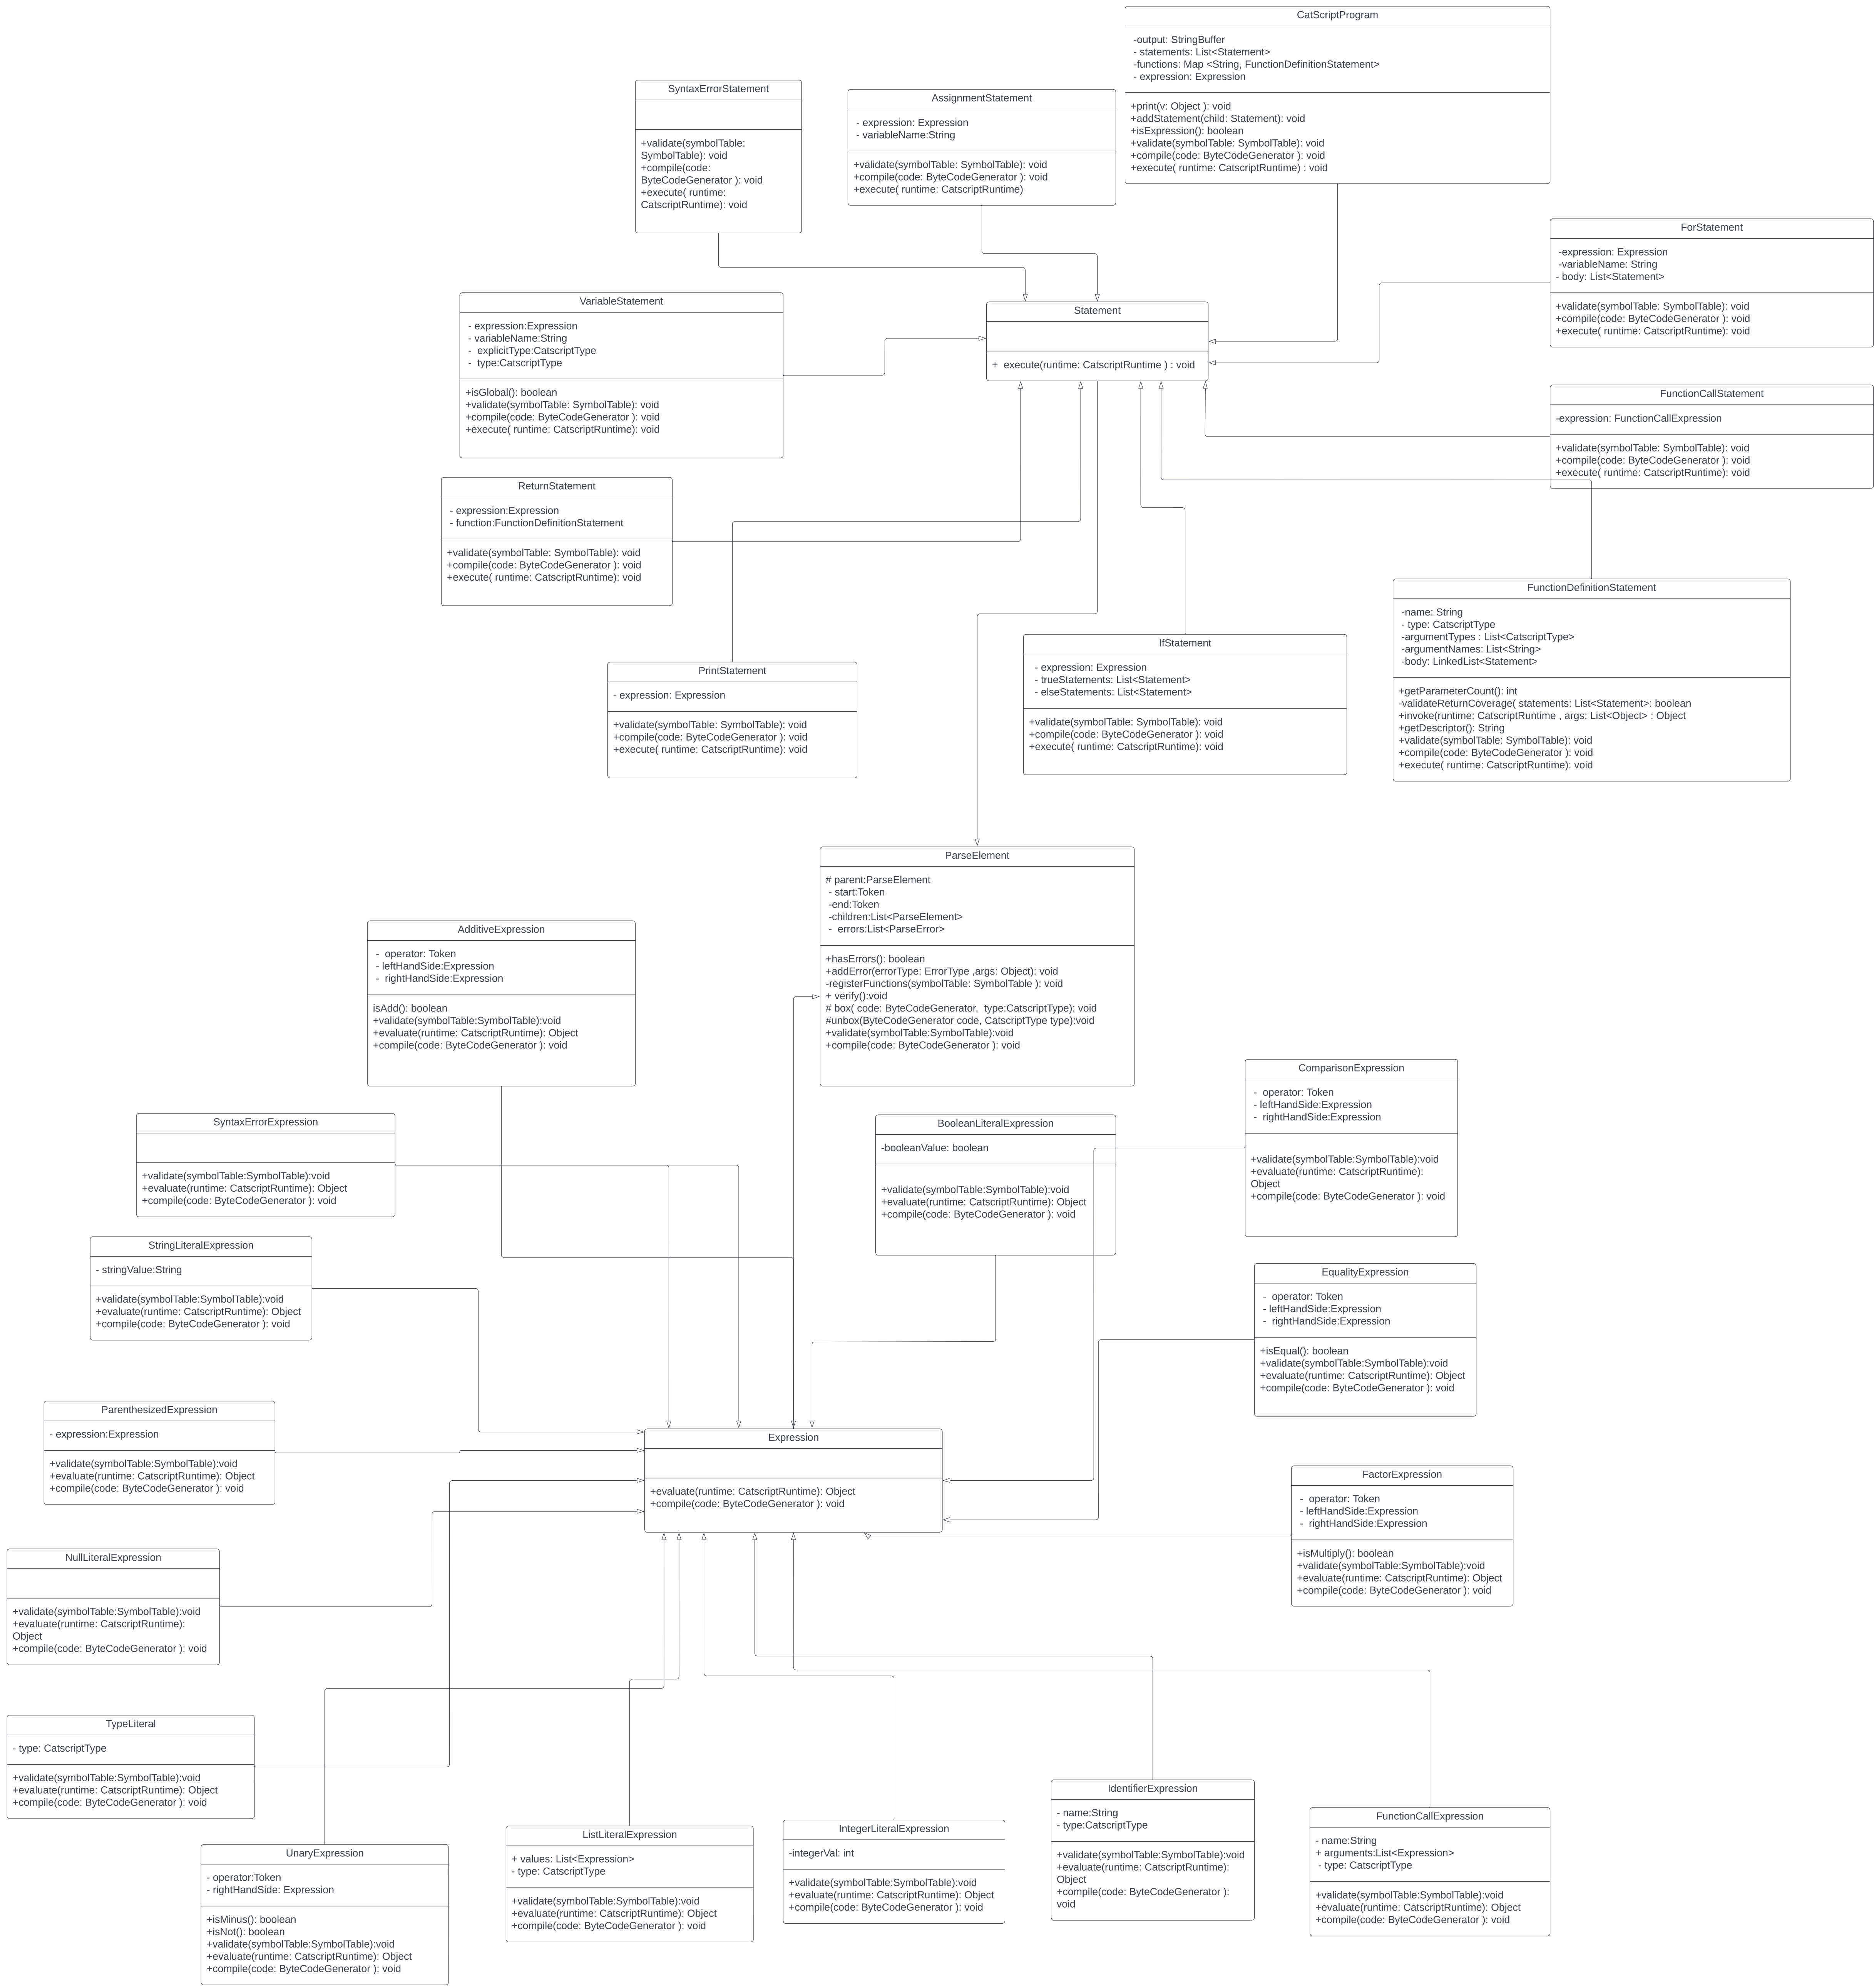 CatScriptProgram
-output: StringBuffer
- statements: List<Statement>
-functions: Map <String, FunctionDefinitionStatement>
- expression: Expression
+print(v: Object ): void
+addStatement(child: Statement): void
+isExpression(): boolean
+validate(symbolTable: SymbolTable): void
+compile(code: ByteCodeGenerator ): void
+execute( runtime: CatscriptRuntime) : void
SyntaxErrorStatement
+validate(symbolTable:
SymbolTable): void
+compile(code:
ByteCodeGenerator ): void
+execute( runtime:
CatscriptRuntime): void
AssignmentStatement
- expression: Expression
- variableName:String
+validate(symbolTable: SymbolTable): void
+compile(code: ByteCodeGenerator ): void
+execute( runtime: CatscriptRuntime)
ForStatement
-expression: Expression
-variableName: String
- body: List<Statement>
+validate(symbolTable: SymbolTable): void
+compile(code: ByteCodeGenerator ): void
+execute( runtime: CatscriptRuntime): void
VariableStatement
- expression:Expression
- variableName:String
-  explicitType:CatscriptType
-  type:CatscriptType
+isGlobal(): boolean
+validate(symbolTable: SymbolTable): void
+compile(code: ByteCodeGenerator ): void
+execute( runtime: CatscriptRuntime): void
Statement
+  execute(runtime: CatscriptRuntime ) : void
FunctionCallStatement
-expression: FunctionCallExpression
+validate(symbolTable: SymbolTable): void
+compile(code: ByteCodeGenerator ): void
+execute( runtime: CatscriptRuntime): void
ReturnStatement
- expression:Expression
- function:FunctionDefinitionStatement
+validate(symbolTable: SymbolTable): void
+compile(code: ByteCodeGenerator ): void
+execute( runtime: CatscriptRuntime): void
FunctionDefinitionStatement
-name: String
- type: CatscriptType
-argumentTypes : List<CatscriptType>
-argumentNames: List<String>
-body: LinkedList<Statement>
+getParameterCount(): int
-validateReturnCoverage( statements: List<Statement>: boolean
+invoke(runtime: CatscriptRuntime , args: List<Object> : Object
+getDescriptor(): String
+validate(symbolTable: SymbolTable): void
+compile(code: ByteCodeGenerator ): void
+execute( runtime: CatscriptRuntime): void
IfStatement
- expression: Expression
- trueStatements: List<Statement>
- elseStatements: List<Statement>
+validate(symbolTable: SymbolTable): void
+compile(code: ByteCodeGenerator ): void
+execute( runtime: CatscriptRuntime): void
PrintStatement
- expression: Expression
+validate(symbolTable: SymbolTable): void
+compile(code: ByteCodeGenerator ): void
+execute( runtime: CatscriptRuntime): void
ParseElement
# parent:ParseElement
- start:Token
-end:Token
-children:List<ParseElement>
-  errors:List<ParseError>
+hasErrors(): boolean
+addError(errorType: ErrorType ,args: Object): void
-registerFunctions(symbolTable: SymbolTable ): void
+ verify():void
# box( code: ByteCodeGenerator,  type:CatscriptType): void
#unbox(ByteCodeGenerator code, CatscriptType type):void
+validate(symbolTable:SymbolTable):void
+compile(code: ByteCodeGenerator ): void
AdditiveExpression
-  operator: Token
- leftHandSide:Expression
-  rightHandSide:Expression
isAdd(): boolean
+validate(symbolTable:SymbolTable):void
+evaluate(runtime: CatscriptRuntime): Object
+compile(code: ByteCodeGenerator ): void
ComparisonExpression
-  operator: Token
- leftHandSide:Expression
-  rightHandSide:Expression
+validate(symbolTable:SymbolTable):void
+evaluate(runtime: CatscriptRuntime):
Object
+compile(code: ByteCodeGenerator ): void
SyntaxErrorExpression
+validate(symbolTable:SymbolTable):void
+evaluate(runtime: CatscriptRuntime): Object
+compile(code: ByteCodeGenerator ): void
BooleanLiteralExpression
-booleanValue: boolean
+validate(symbolTable:SymbolTable):void
+evaluate(runtime: CatscriptRuntime): Object
+compile(code: ByteCodeGenerator ): void
StringLiteralExpression
- stringValue:String
+validate(symbolTable:SymbolTable):void
+evaluate(runtime: CatscriptRuntime): Object
+compile(code: ByteCodeGenerator ): void
EqualityExpression
-  operator: Token
- leftHandSide:Expression
-  rightHandSide:Expression
+isEqual(): boolean
+validate(symbolTable:SymbolTable):void
+evaluate(runtime: CatscriptRuntime): Object
+compile(code: ByteCodeGenerator ): void
ParenthesizedExpression
- expression:Expression
+validate(symbolTable:SymbolTable):void
+evaluate(runtime: CatscriptRuntime): Object
+compile(code: ByteCodeGenerator ): void
Expression
+evaluate(runtime: CatscriptRuntime): Object
+compile(code: ByteCodeGenerator ): void
FactorExpression
-  operator: Token
- leftHandSide:Expression
-  rightHandSide:Expression
+isMultiply(): boolean
+validate(symbolTable:SymbolTable):void
+evaluate(runtime: CatscriptRuntime): Object
+compile(code: ByteCodeGenerator ): void
NullLiteralExpression
+validate(symbolTable:SymbolTable):void
+evaluate(runtime: CatscriptRuntime):
Object
+compile(code: ByteCodeGenerator ): void
TypeLiteral
- type: CatscriptType
+validate(symbolTable:SymbolTable):void
+evaluate(runtime: CatscriptRuntime): Object
+compile(code: ByteCodeGenerator ): void
UnaryExpression
- operator:Token
- rightHandSide: Expression
+isMinus(): boolean
+isNot(): boolean
+validate(symbolTable:SymbolTable):void
+evaluate(runtime: CatscriptRuntime): Object
+compile(code: ByteCodeGenerator ): void
ListLiteralExpression
+ values: List<Expression>
- type: CatscriptType
+validate(symbolTable:SymbolTable):void
+evaluate(runtime: CatscriptRuntime): Object
+compile(code: ByteCodeGenerator ): void
IntegerLiteralExpression
-integerVal: int
+validate(symbolTable:SymbolTable):void
+evaluate(runtime: CatscriptRuntime): Object
+compile(code: ByteCodeGenerator ): void
IdentifierExpression
- name:String
- type:CatscriptType
+validate(symbolTable:SymbolTable):void
+evaluate(runtime: CatscriptRuntime):
Object
+compile(code: ByteCodeGenerator ):
void
FunctionCallExpression
- name:String
+ arguments:List<Expression>
- type: CatscriptType
+validate(symbolTable:SymbolTable):void
+evaluate(runtime: CatscriptRuntime): Object
+compile(code: ByteCodeGenerator ): void